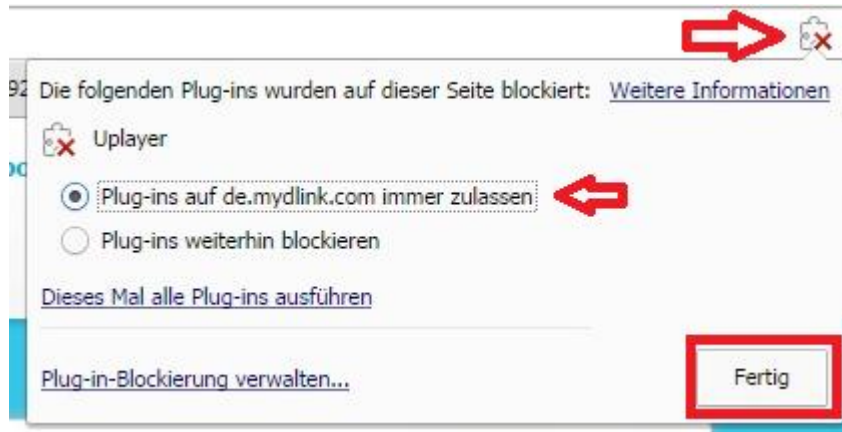 92 Die folgenden Plug-ins wurden auf dieser Seite blockiert: Weitere Informationen
Uplayer
Plug-ins auf de.mydlink.com immer zulassen
Plug-ins weiterhin blockieren
Dieses Mal alle Plug-ins ausführen
Plug-in-Blockierung verwalten...
Fertig